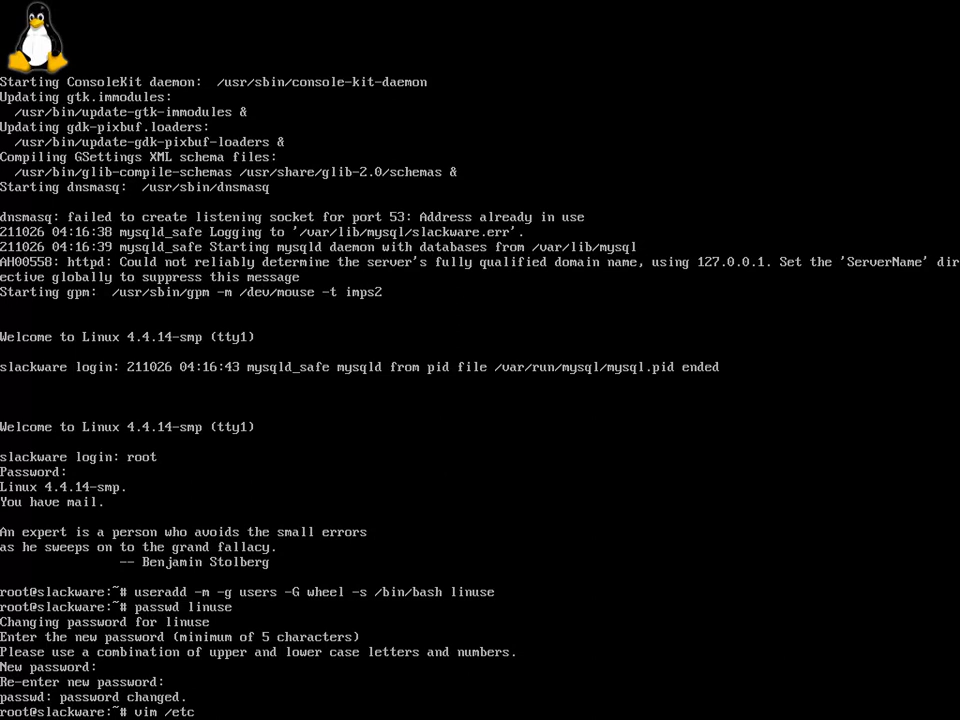 Starting ConsoleKit daemon:  /usr/sbin/console-kit-daemon
Updating gtk.immodules:
  /usr/bin/update-gtk-immodules &
Updating gdk-pixbuf.loaders:
  /usr/bin/update-gdk-pixbuf-loaders &
Compiling GSettings XML schema files:
  /usr/bin/glib-compile-schemas /usr/share/glib-2.0/schemas &
Starting dnsmasq:  /usr/sbin/dnsmasq
dnsmasq: failed to create listening socket for port 53: Address already in use
211026 04:16:38 mysqld_safe Logging to '/var/lib/mysql/slackware.err'.
211026 04:16:39 mysqld_safe Starting mysqld daemon with databases from /var/lib/mysql
AH00558: httpd: Could not reliably determine the server's fully qualified domain name, using 127.0.0.1. Set the 'ServerName' dir
ective globally to suppress this message
Starting gpm:  /usr/sbin/gpm -m /dev/mouse -t imps2
Welcome to Linux 4.4.14-smp (tty1)
slackware login: 211026 04:16:43 mysqld_safe mysqld from pid file /var/run/mysql/mysql.pid ended
Welcome to Linux 4.4.14-smp (tty1)
slackware login: root
Password:
Linux 4.4.14-smp.
You have mail.
An expert is a person who avoids the small errors
as he sweeps on to the grand fallacy.
                -- Benjamin Stolberg
root@slackware:~# useradd -m -g users -G wheel -s /bin/bash linuse
root@slackware:~# passwd linuse
Changing password for linuse
Enter the new password (minimum of 5 characters)
Please use a combination of upper and lower case letters and numbers.
New password:
Re-enter new password:
passwd: password changed.
root@slackware:~# vim /etc